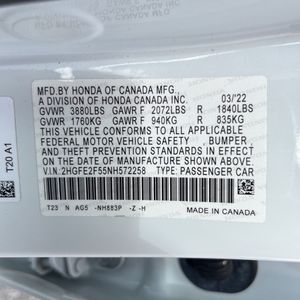 MFD.BY HONDA OF CANADA MFG.,
A DIVISION OF HONDA CANADA INC. 03/'22
GVWR 3880LBS GAWR F 2072LBS R 1840LBS
GVWR 1760KG GAWR F 940KG R 835KG
THIS VEHICLE CONFORMS TO ALL APPLICABLE
FEDERAL MOTOR VEHICLE SAFETY, BUMPER,
AND THEFT PREVENTION STANDARDS IN EFFECT
ON THE DATE OF MANUFACTURE SHOWN ABOVE.
V.I.N:2HGFE2F55NH572258 TYPE:PASSENGER CAR
T23 N AG5 -NH883P -Z -H
MADE IN CANADA
T20 A1